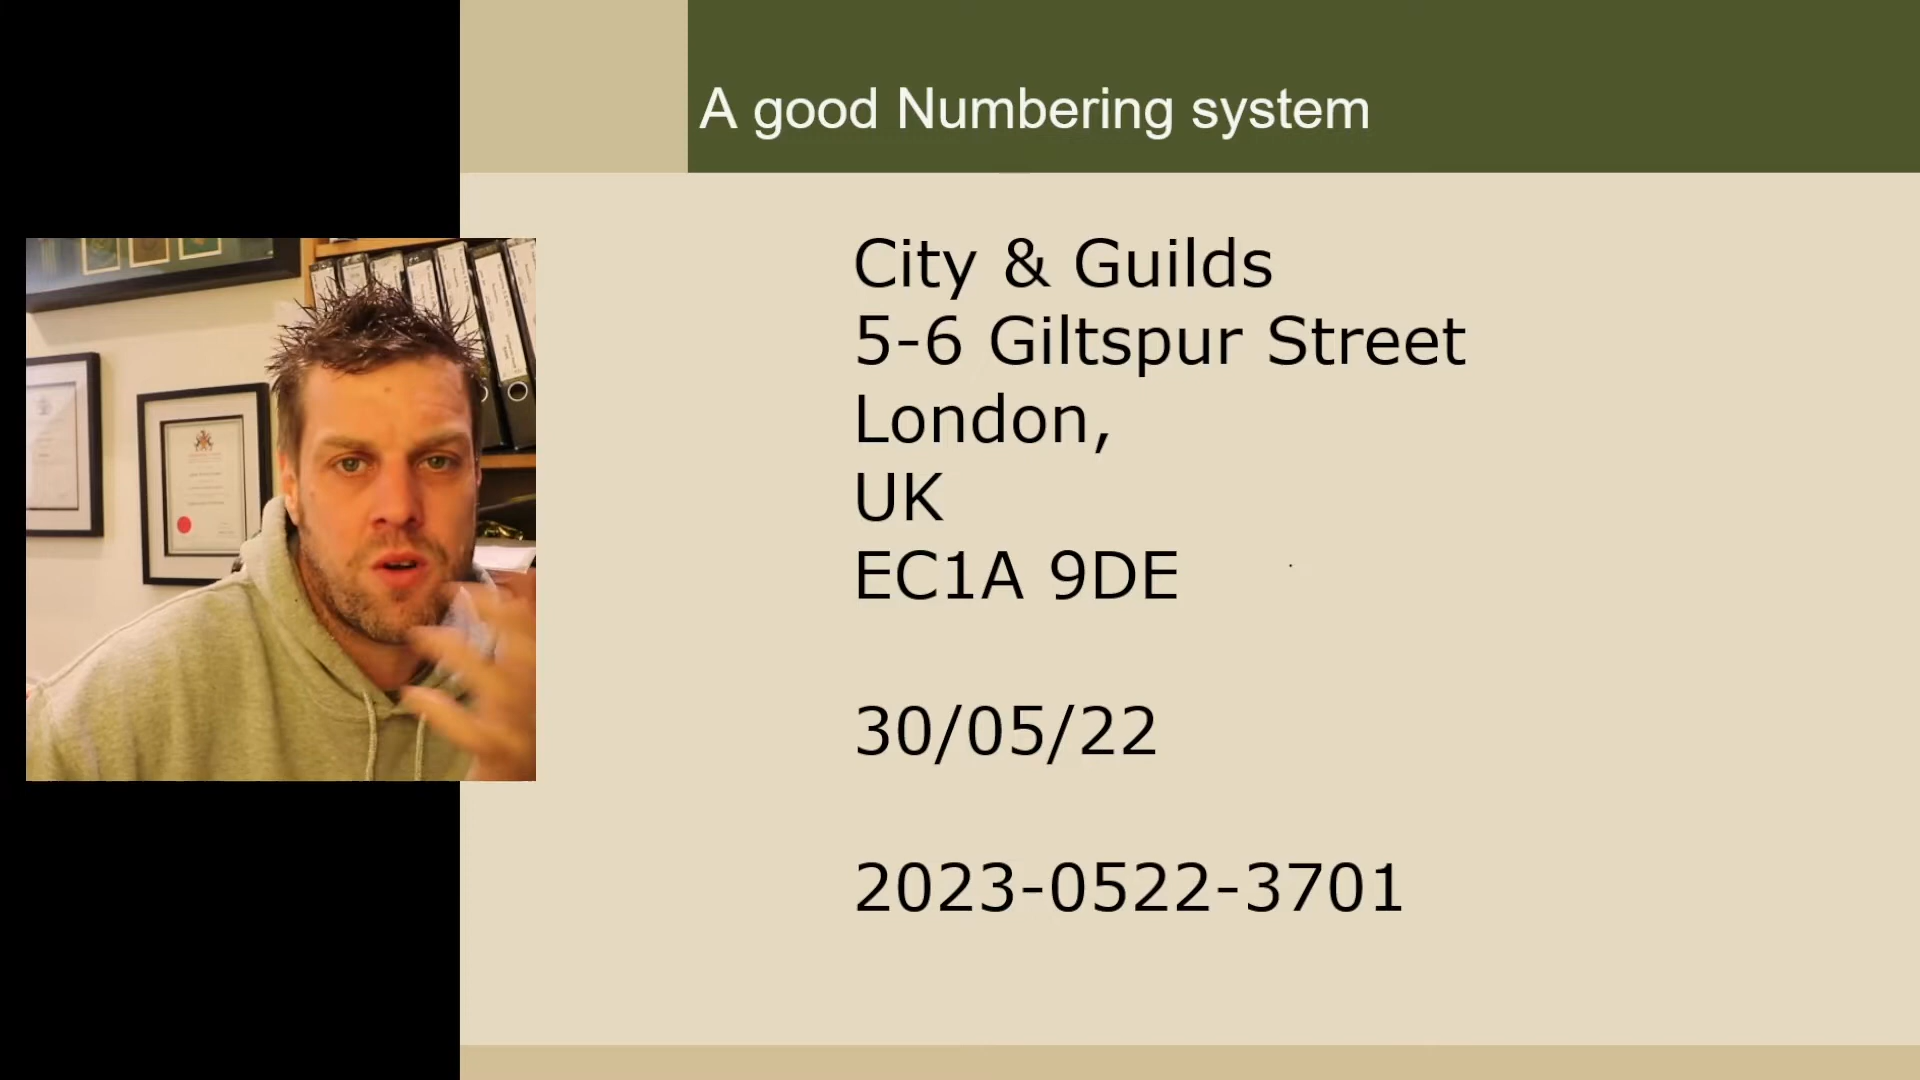 A good Numbering system
City & Guilds
5-6 Giltspur Street
London,
UK
EC1A 9DE
30/05/22
2023-0522-3701